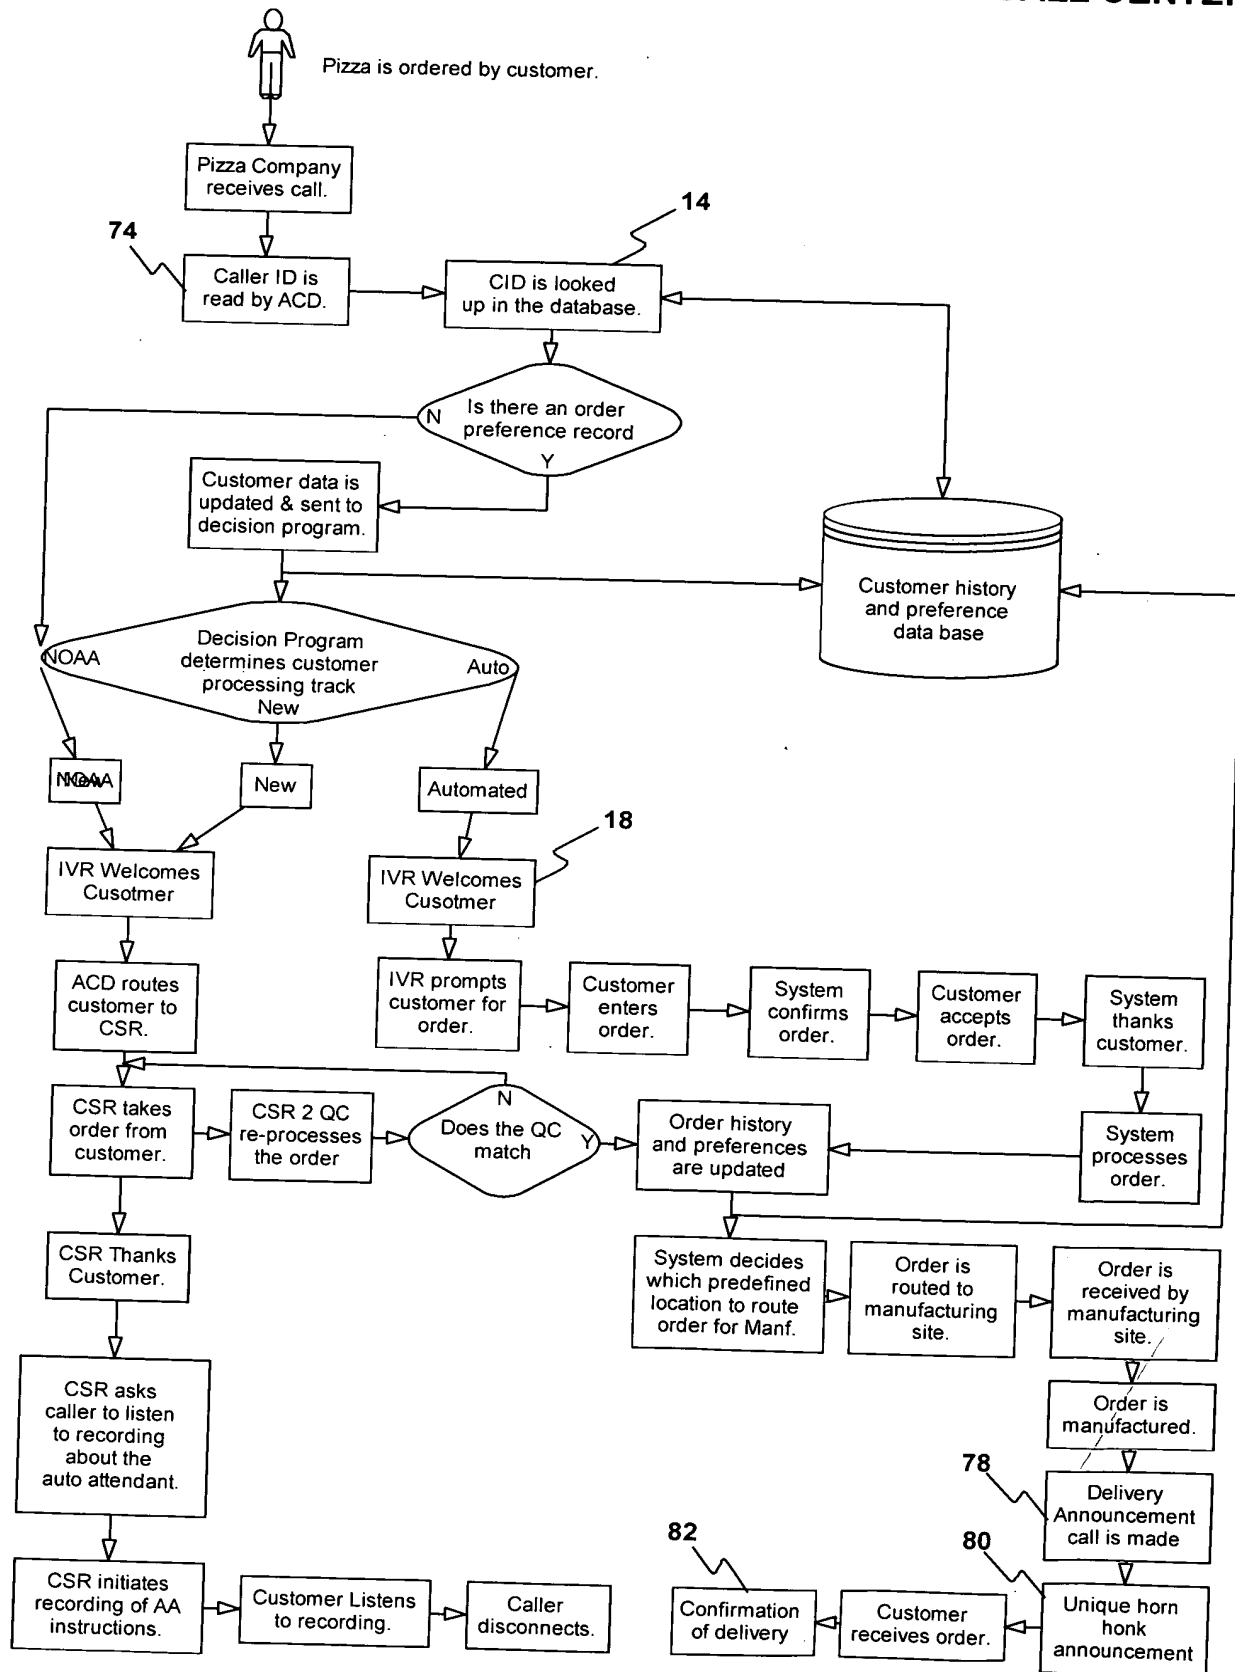 CALL CENTER
Pizza is ordered by customer.
Pizza Company
receives call.
74
14
Caller ID is
read by ACD.
CID is looked
up in the database.
N
Is there an order
preference record
Y
Customer data is
updated & sent to
decision program.
Customer history
and preference
data base
NOAA
Decision Program
determines customer
processing track
Auto
New
New
Automated
18
IVR Welcomes
Cusotmer
IVR Welcomes
Cusotmer
ACD routes
customer to
CSR.
IVR prompts
customer for
order.
Customer
enters
order.
System
confirms
order.
Customer
accepts
order.
System
thanks
customer.
CSR takes
order from
customer.
CSR 2 QC
re-processes
the order
N
Does the QC
match
Y
Order history
and preferences
are updated
System
processes
order.
CSR Thanks
Customer.
System decides
which predefined
location to route
order for Manf.
Order is
routed to
manufacturing
site.
Order is
received by
manufacturing
site.
CSR asks
caller to listen
to recording
about the
auto attendant.
Order is
manufactured.
78
Delivery
Announcement
call is made
82
80
CSR initiates
recording of AA
instructions.
Customer Listens
to recording.
Caller
disconnects.
Confirmation
of delivery
Customer
receives order.
Unique horn
honk
announcement